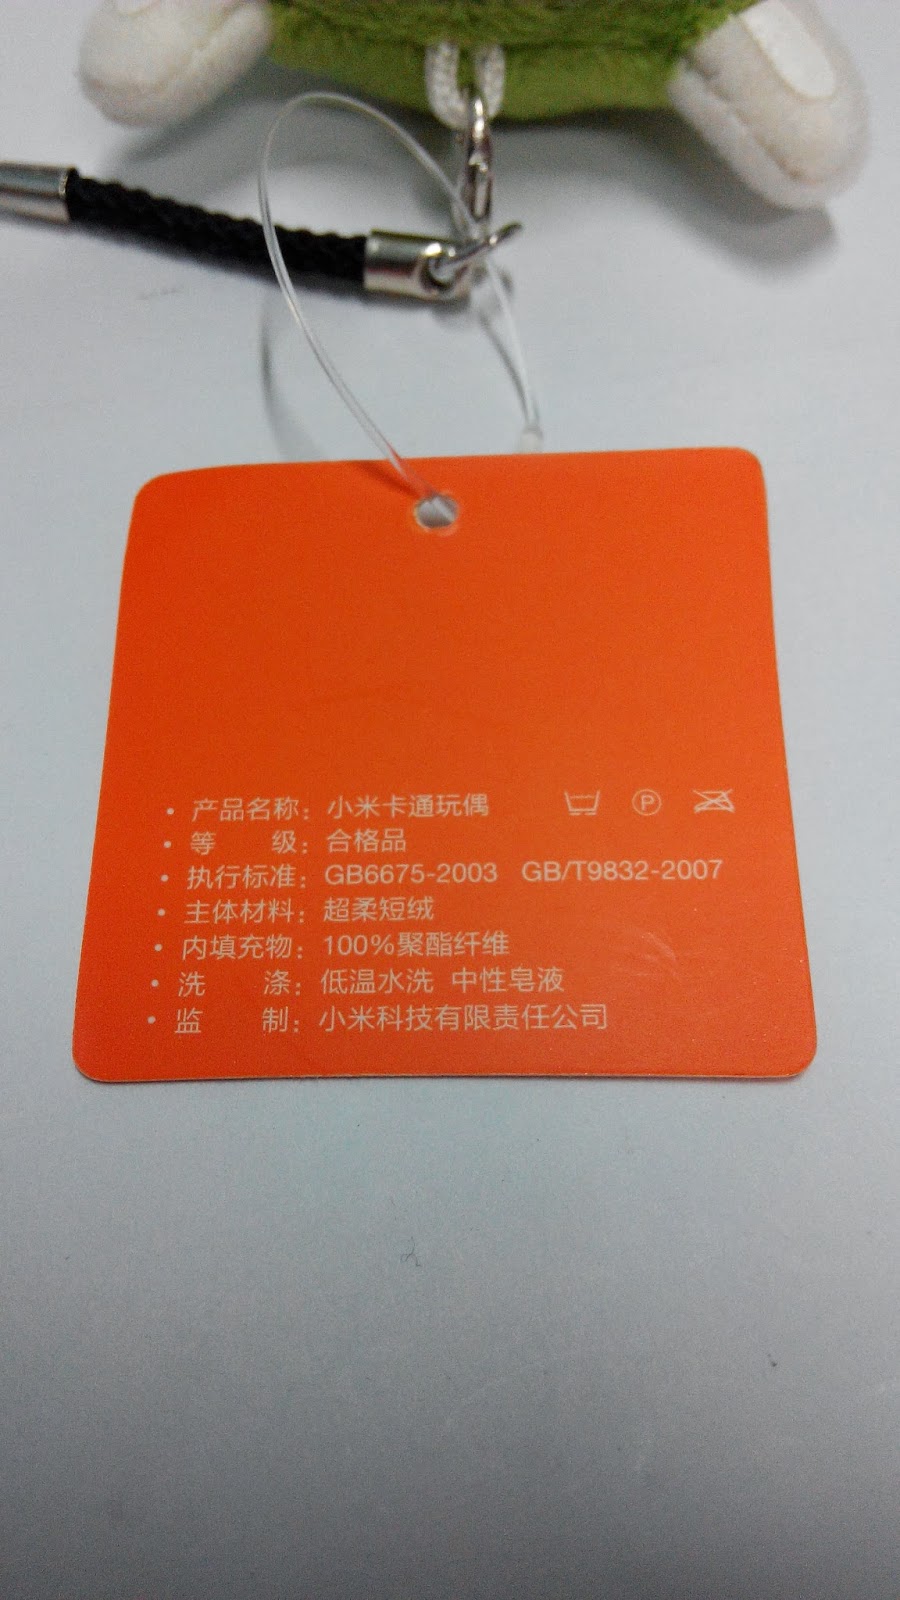 · 产品名称：小米卡通玩偶 Ⓟ
· 等 级：合格品
· 执行标准：GB6675-2003 GB/T9832-2007
· 主体材料：超柔短绒
· 内填充物：100%聚酯纤维
· 洗 涤：低温水洗 中性皂液
· 监 制：小米科技有限责任公司